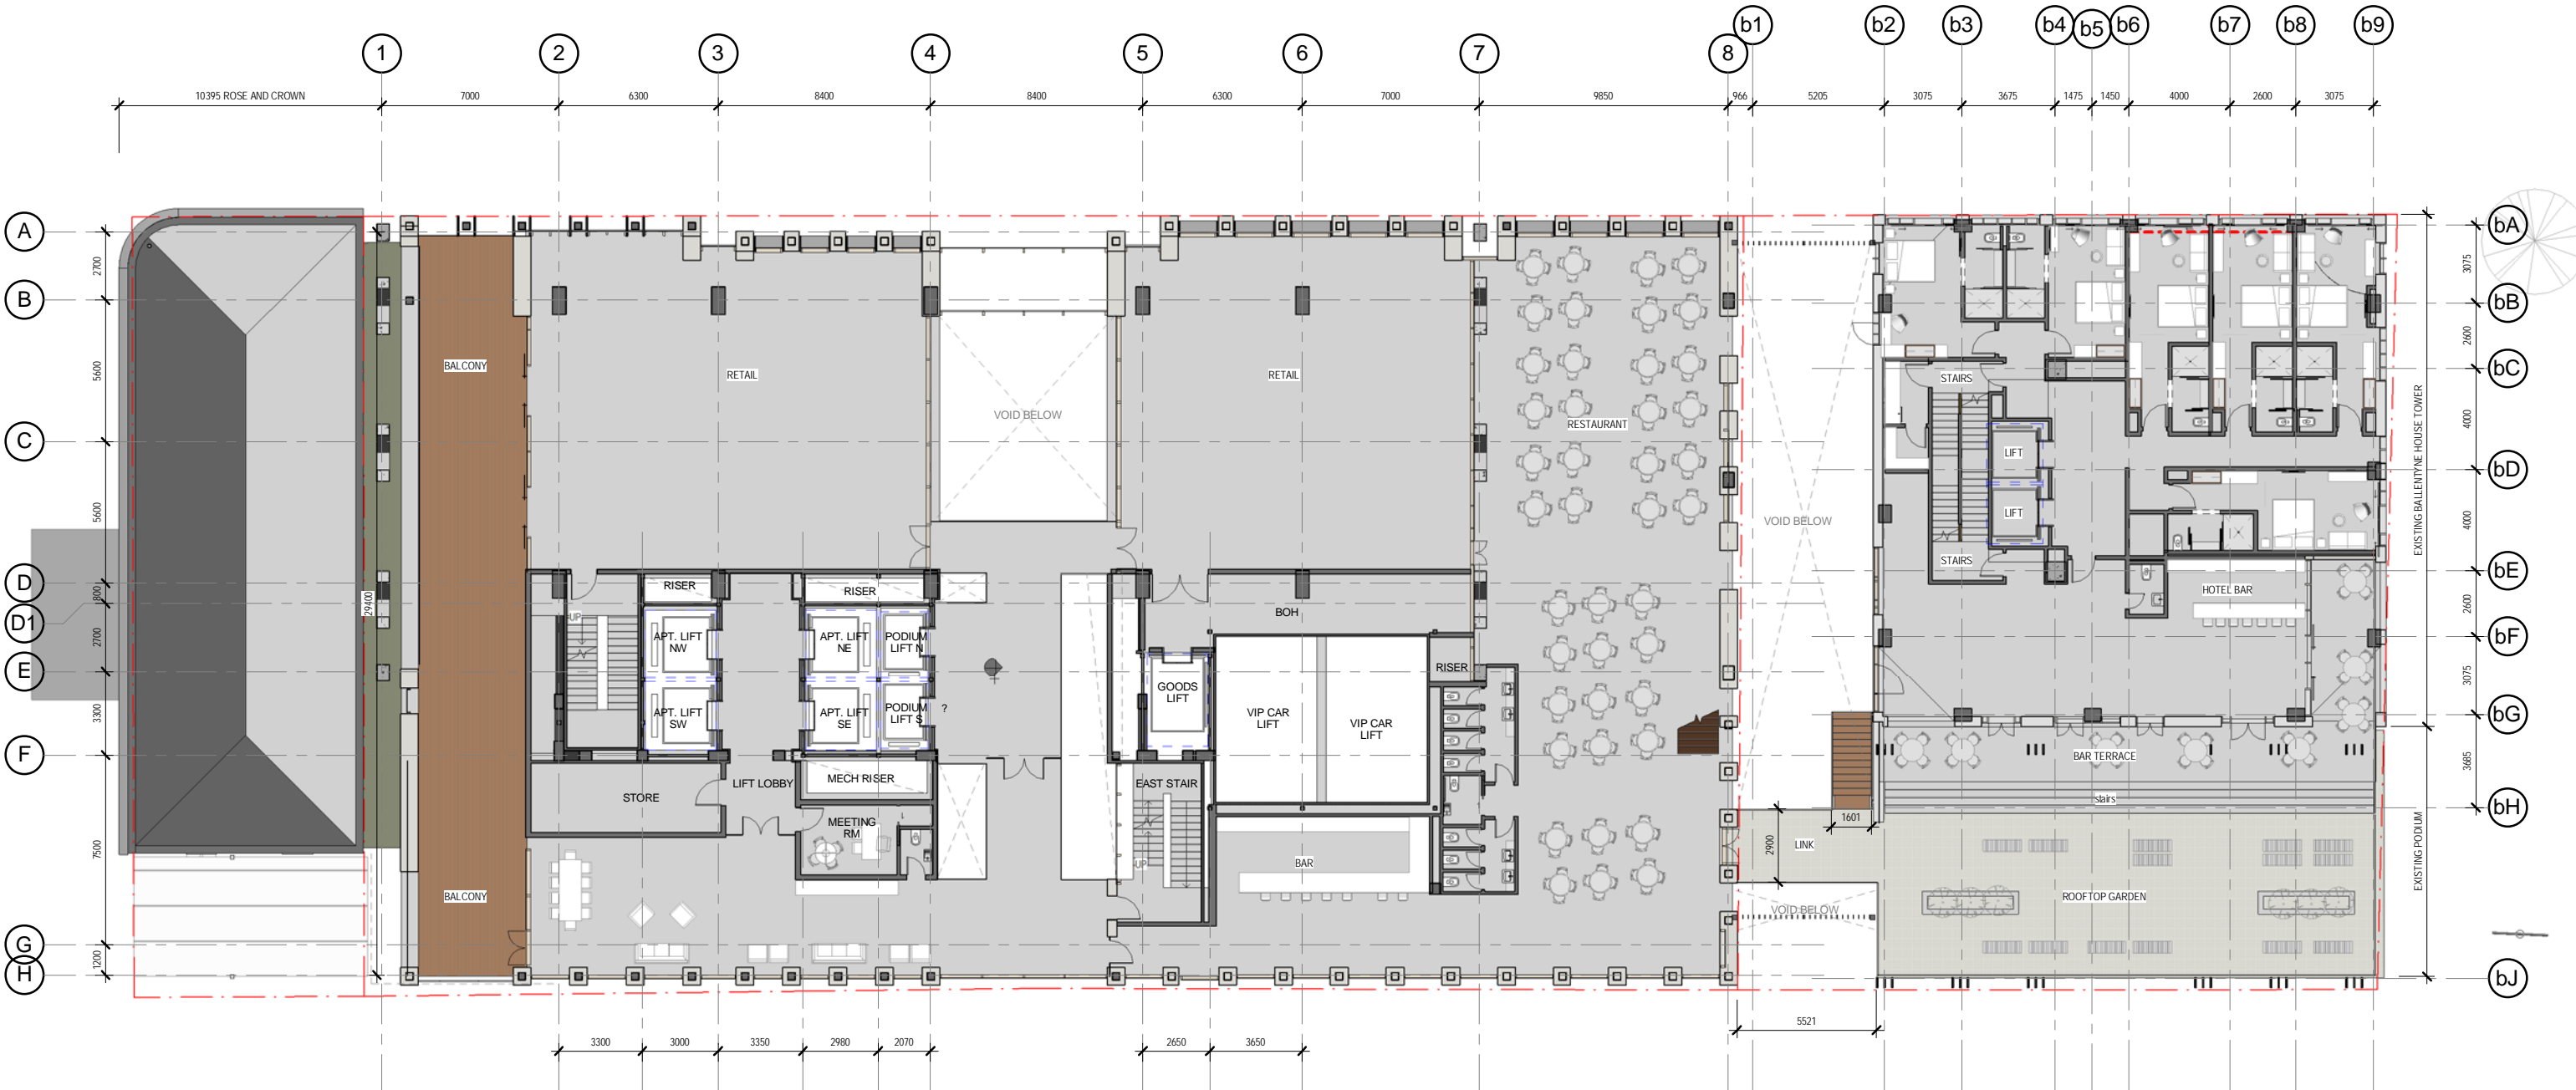 1 2 3 4 5 6 7 8 b1 b2 b3 b4 b5 b6 b7 b8 b9
10395 ROSE AND CROWN 7000 6300 8400 8400 6300 7000 9850 966 5205 3075 3675 1475 1450 4000 2600 3075
A bA
2700 3075
B bB
5600 2600
BALCONY RETAIL RETAIL bC
STAIRS
VOID BELOW RESTAURANT 4000
C EXISTING BALLENTYNE HOUSE TOWER
LIFT
bD
5600 VOID BELOW LIFT 4000
STAIRS
D bE
RISER RISER
800 29400 HOTEL BAR
D1 UP BOH 2600
2700 APT. LIFT
NW
APT. LIFT
NE
PODIUM
LIFT N
bF
E RISER
GOODS
LIFT
3075
3300 APT. LIFT
SW
APT. LIFT
SE
PODIUM
LIFT S
?
VIP CAR
LIFT
VIP CAR
LIFT
bG
F BAR TERRACE
3685
MECH RISER
LIFT LOBBY EAST STAIR
STORE stairs
bH
MEETING
RM
1601
2900 LINK
7500 UP BAR EXISTING PODIUM
BALCONY ROOFTOP GARDEN
VOID BELOW
G
1200
H bJ
5521
3300 3000 3350 2980 2070 2650 3650